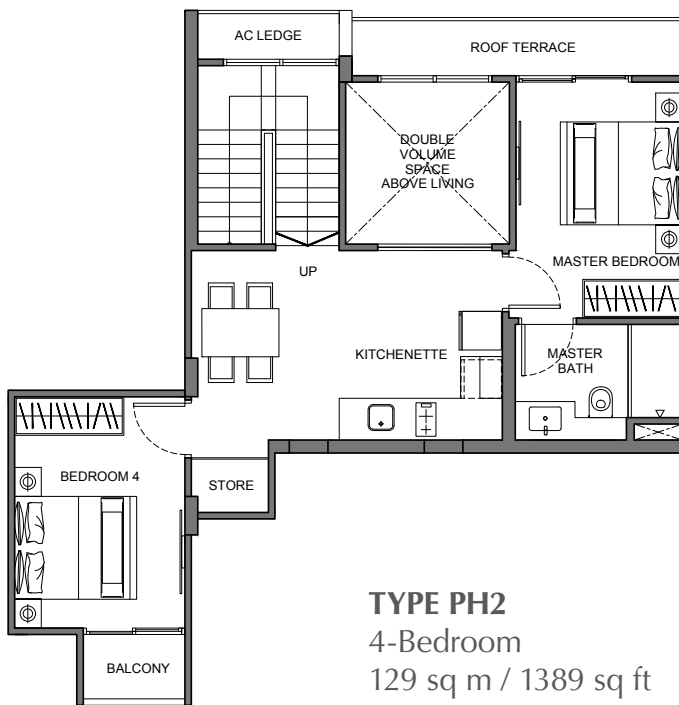 AC LEDGE
ROOF TERRACE
DOUBLE
VOLUME
SPACE
ABOVE LIVING
MASTER BEDROOM
UP
KITCHENETTE
MASTER
BATH
BEDROOM 4
STORE
BALCONY
TYPE PH2
4-Bedroom
129 sq m / 1389 sq ft